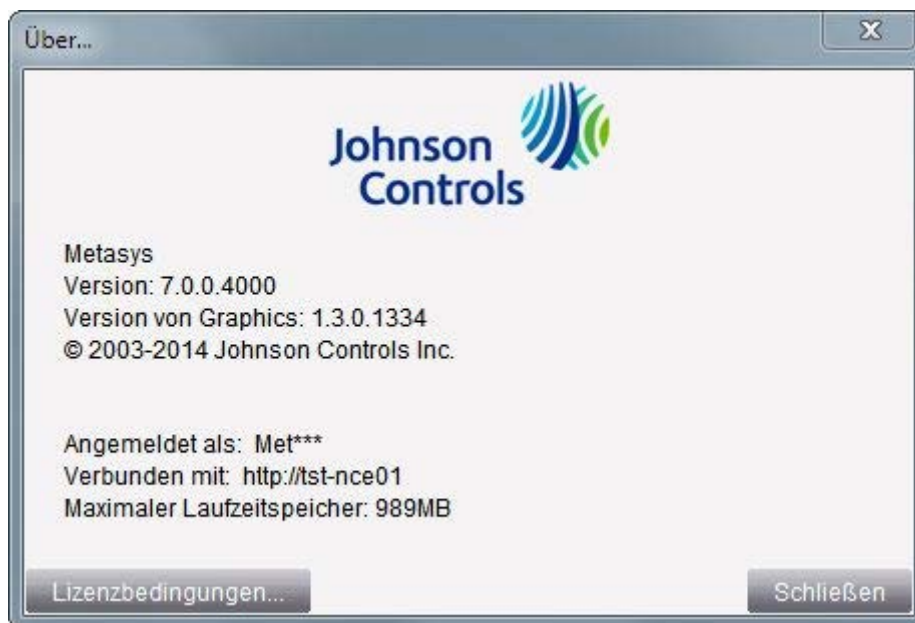 Über...
Johnson
Controls
Metasys
Version: 7.0.0.4000
Version von Graphics: 1.3.0.1334
© 2003-2014 Johnson Controls Inc.
Angemeldet als: Met***
Verbunden mit: http://tst-nce01
Maximaler Laufzeitspeicher: 989MB
Lizenzbedingungen...
Schließen